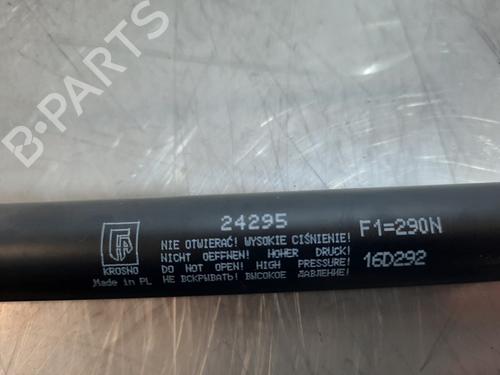 B-PARTS
KROSNO
Made in PL
24295
NIE OTWIERAĆ! WYSOKIE CIŚNIENIE!
NICHT OEFFNEN! HOHER DRUCK!
DO NOT OPEN! HIGH PRESSURE!
НЕ ВСКРЫВАТЬ! ВЫСОКОЕ ДАВЛЕНИЕ!
F1=290N
16D292